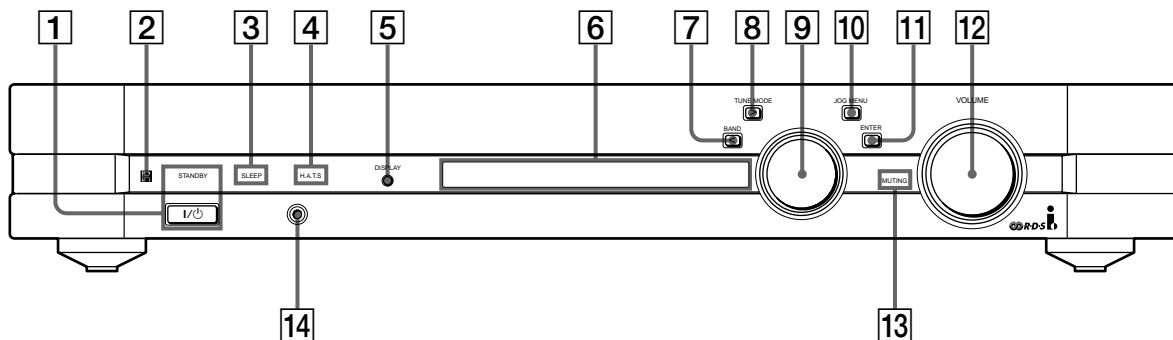 1 2 3 4 5 6 7 8 9 10 11 12
TUNE MODE JOG MENU VOLUME
BAND ENTER
STANDBY SLEEP H.A.T.S DISPLAY MUTING
I/⏻
R·D·S
14 13